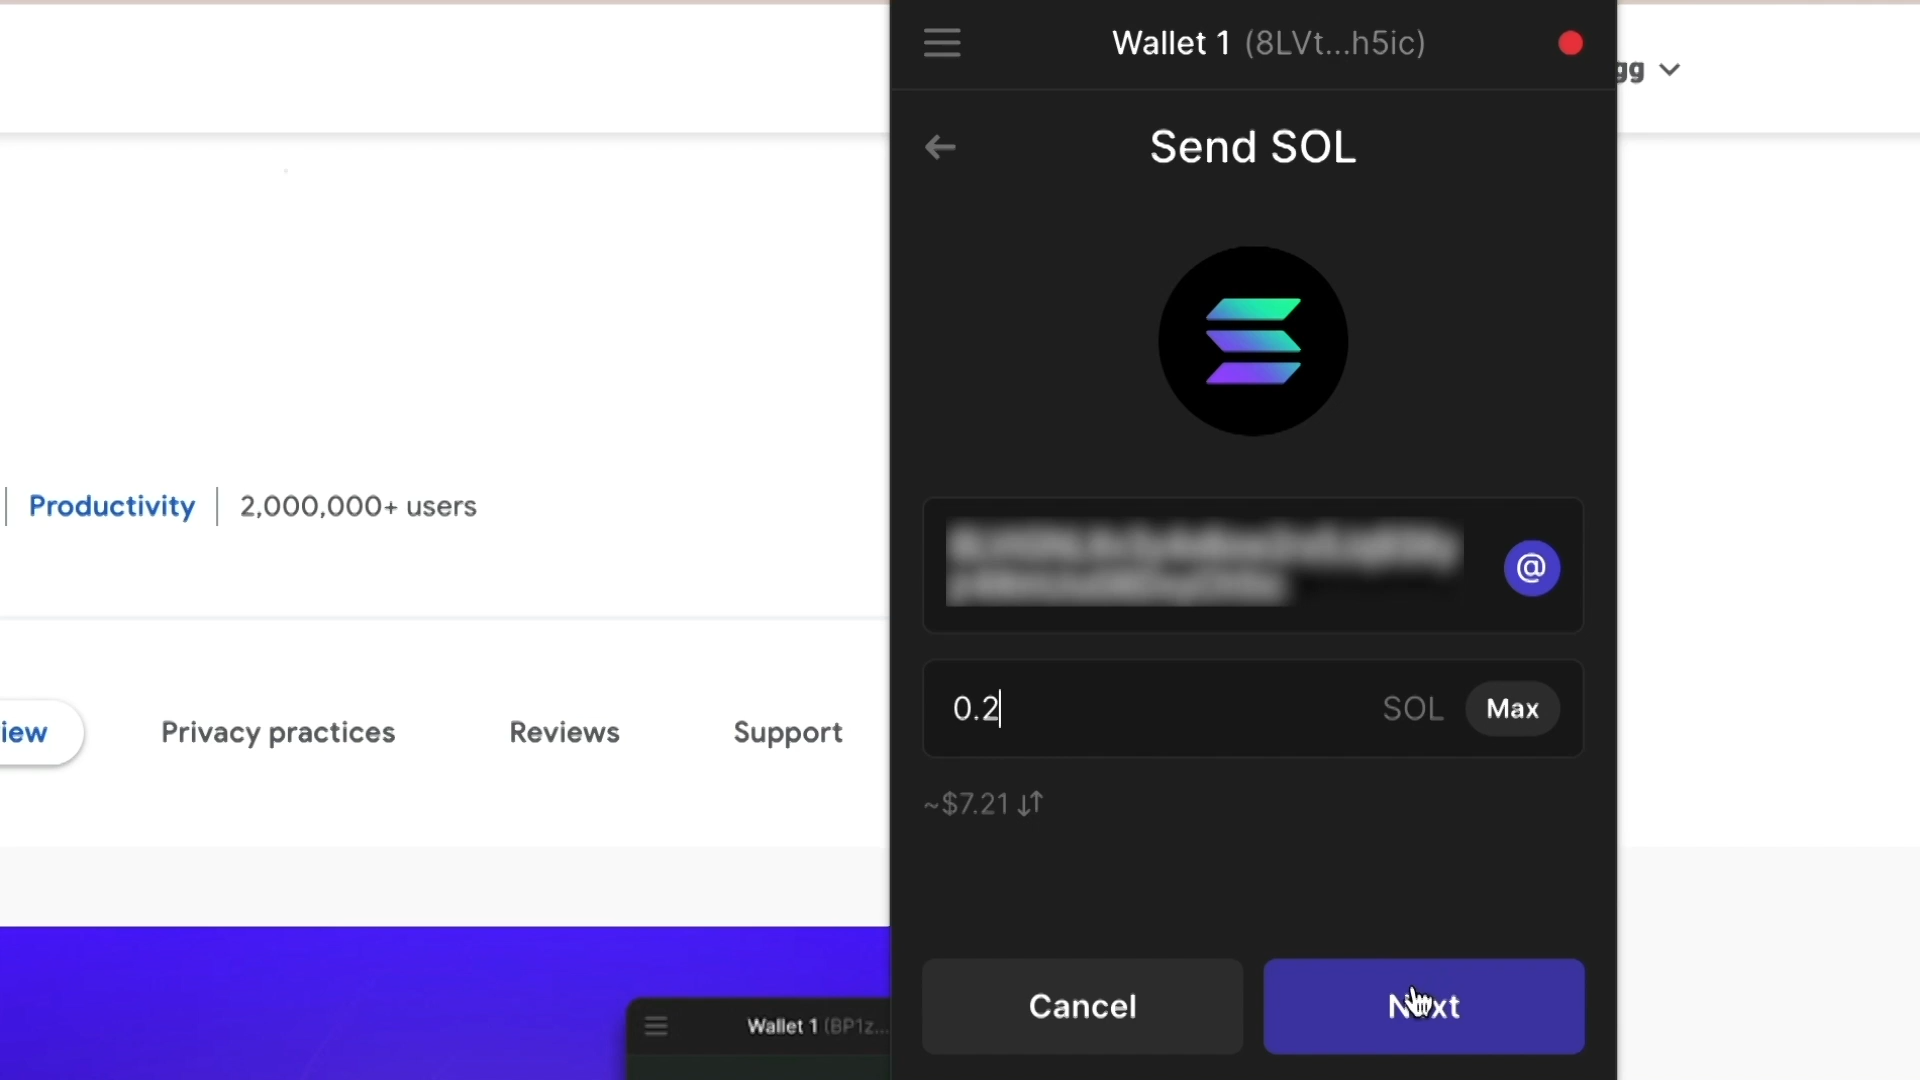 Wallet 1 (8LVt...h5ic)
gg
Send SOL
@
Productivity
2,000,000+ users
0.2
SOL
Max
iew
Privacy practices
Reviews
Support
~$7.21
Cancel
Next
Wallet 1 (BP1z...